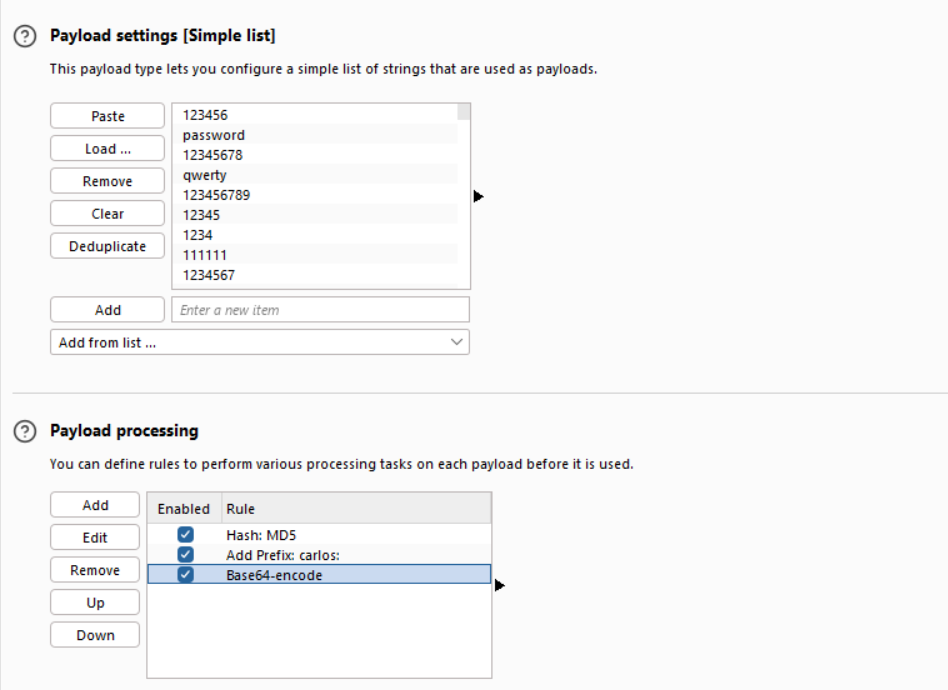 Payload settings [Simple list]
This payload type lets you configure a simple list of strings that are used as payloads.
Paste
Load ...
Remove
Clear
Deduplicate
123456
password
12345678
qwerty
123456789
12345
1234
111111
1234567
Add
Enter a new item
Add from list ...
Payload processing
You can define rules to perform various processing tasks on each payload before it is used.
Add
Edit
Remove
Up
Down
Enabled Rule
Hash: MD5
Add Prefix: carlos:
Base64-encode